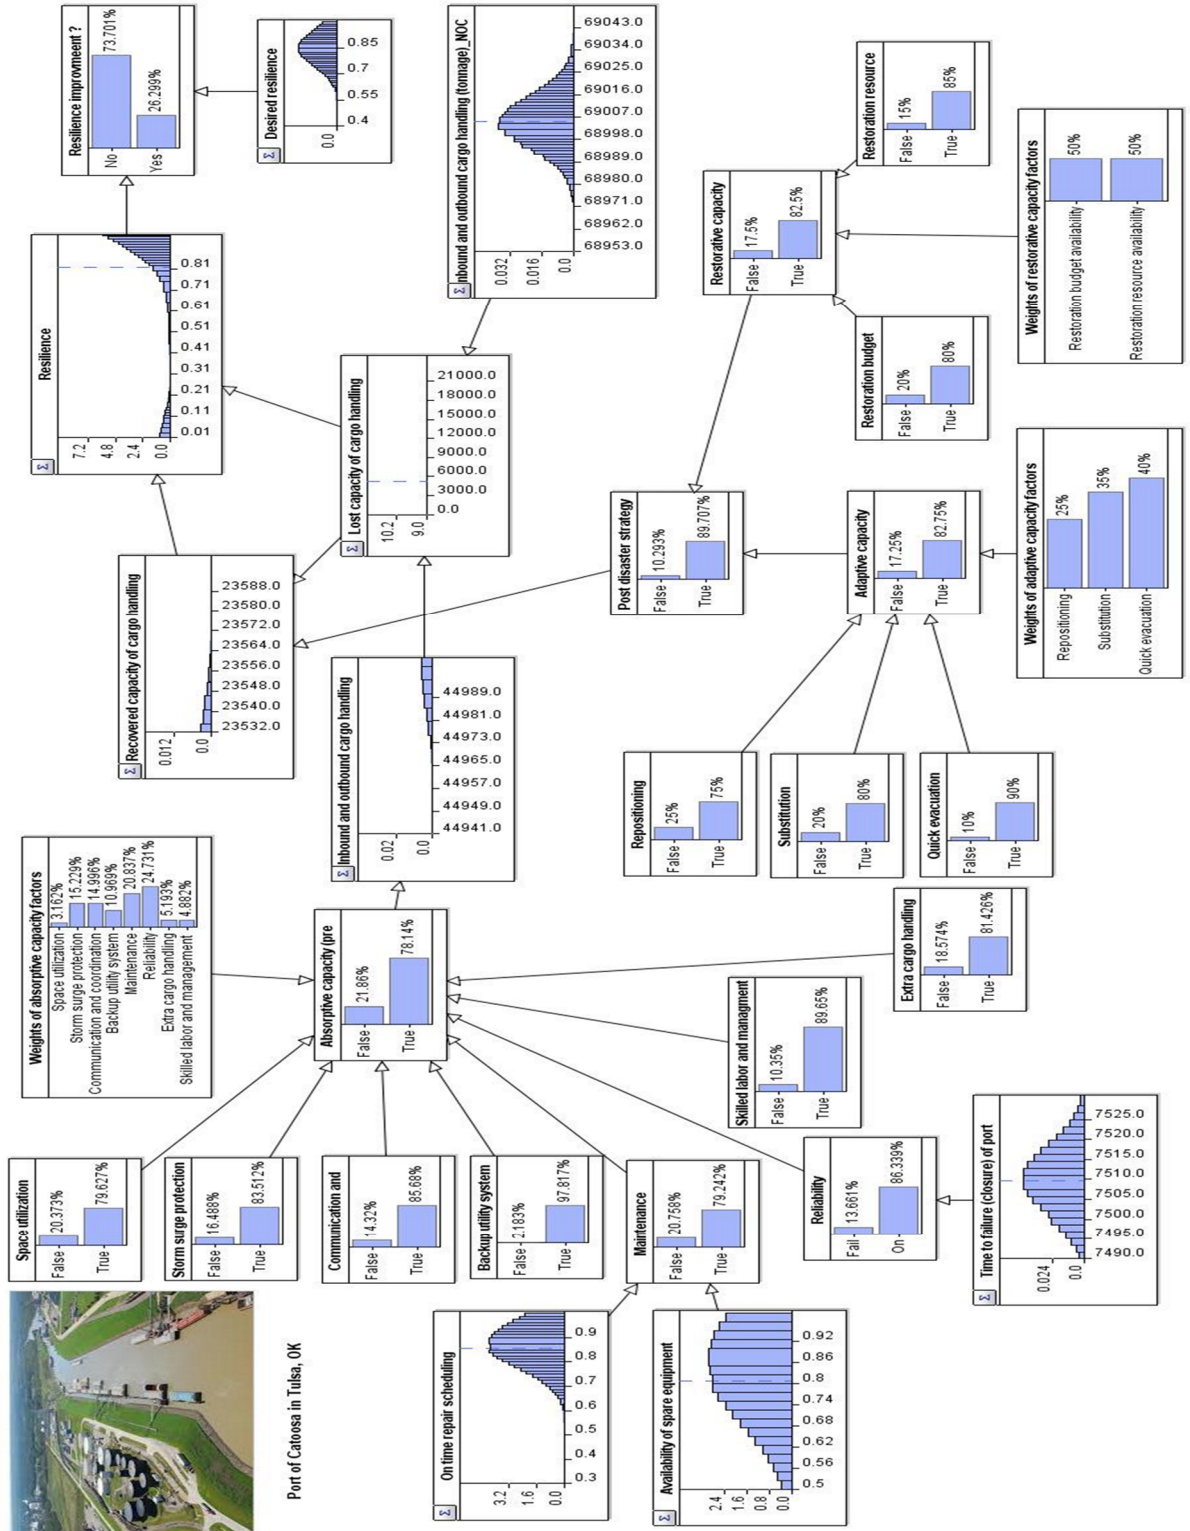 Port of Catoosa in Tulsa, OK
Space utilization
False
20.373%
True
79.627%
Storm surge protection
False
16.488%
True
83.512%
Communication and
False
14.32%
True
85.68%
Backup utility system
False
2.183%
True
97.817%
Maintenance
False
20.758%
True
79.242%
On time repair scheduling
3.2
1.6
0.0
0.3
0.4
0.5
0.6
0.7
0.8
0.9
Σ
Availability of spare equipment
2.4
1.6
0.8
0.0
0.5
0.56
0.62
0.68
0.74
0.8
0.86
0.92
Σ
Reliability
Fail
13.661%
On
86.339%
Σ
Time to failure (closure) of port
0.024
0.0
7490.0
7495.0
7500.0
7505.0
7510.0
7515.0
7520.0
7525.0
Skilled labor and managment
False
10.35%
True
89.65%
Extra cargo handling
False
18.574%
True
81.426%
Weights of absorptive capacity factors
Space utilization
3.162%
Storm surge protection
15.229%
Communication and coordination
14.996%
Backup utility system
10.969%
Maintenance
20.837%
Reliability
24.731%
Extra cargo handling
5.193%
Skilled labor and management
4.882%
Absorptive capacity (pre
False
21.86%
True
78.14%
Σ
Inbound and outbound cargo handling
0.02
0.0
44941.0
44949.0
44957.0
44965.0
44973.0
44981.0
44989.0
Σ
Recovered capacity of cargo handling
0.012
0.0
23532.0
23540.0
23548.0
23556.0
23564.0
23572.0
23580.0
23588.0
Σ
Lost capacity of cargo handling
10.2
9.0
0.0
3000.0
6000.0
9000.0
12000.0
15000.0
18000.0
21000.0
Σ
Resilience
7.2
4.8
2.4
0.0
0.01
0.11
0.21
0.31
0.41
0.51
0.61
0.71
0.81
Resilience improvmeent ?
No
73.701%
Yes
26.299%
Σ
Desired resilience
0.0
0.4
0.55
0.7
0.85
Σ
nbound and outbound cargo handling (tonnage)_NOC
0.032
0.016
0.0
68953.0
68962.0
68971.0
68980.0
68989.0
68998.0
69007.0
69016.0
69025.0
69034.0
69043.0
Repositioning
False
25%
True
75%
Substitution
False
20%
True
80%
Quick evacuation
False
10%
True
90%
Post disaster strategy
False
10.293%
True
89.707%
Adaptive capacity
False
17.25%
True
82.75%
Weights of adaptive capacity factors
Repositioning
25%
Substitution
35%
Quick evacuation
40%
Restorative capacity
False
17.5%
True
82.5%
Restoration budget
False
20%
True
80%
Restoration resource
False
15%
True
85%
Weights of restorative capacity factors
Restoration budget availability
50%
Restoration resource availability
50%